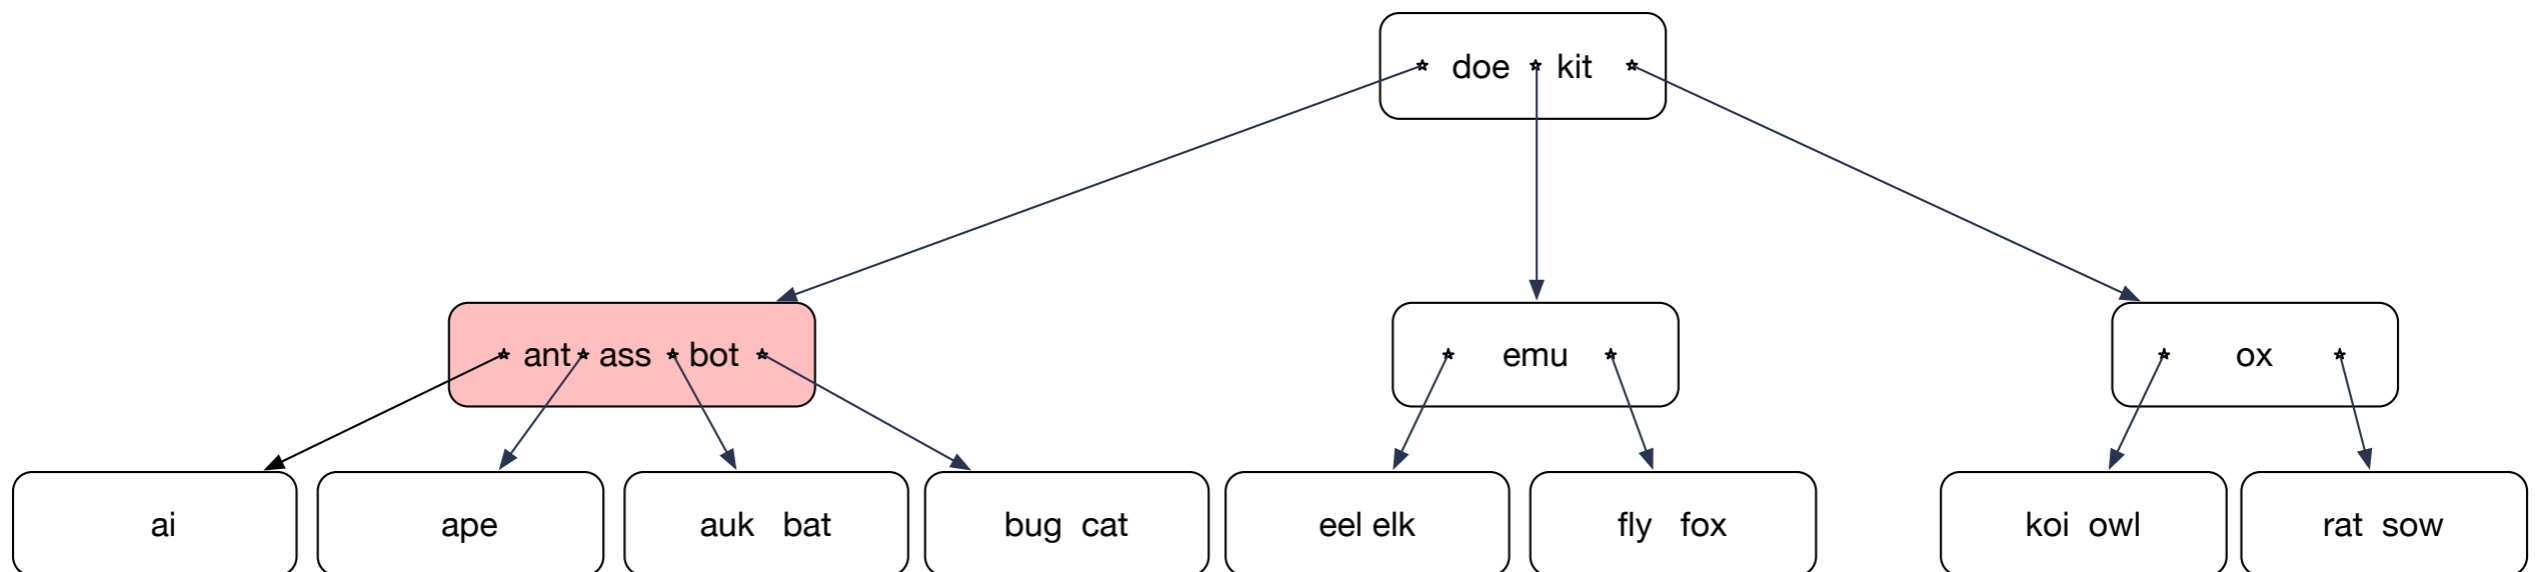 doe kit
ant ass bot
emu
ox
ai
ape
auk bat
bug cat
eel elk
fly fox
koi owl
rat sow